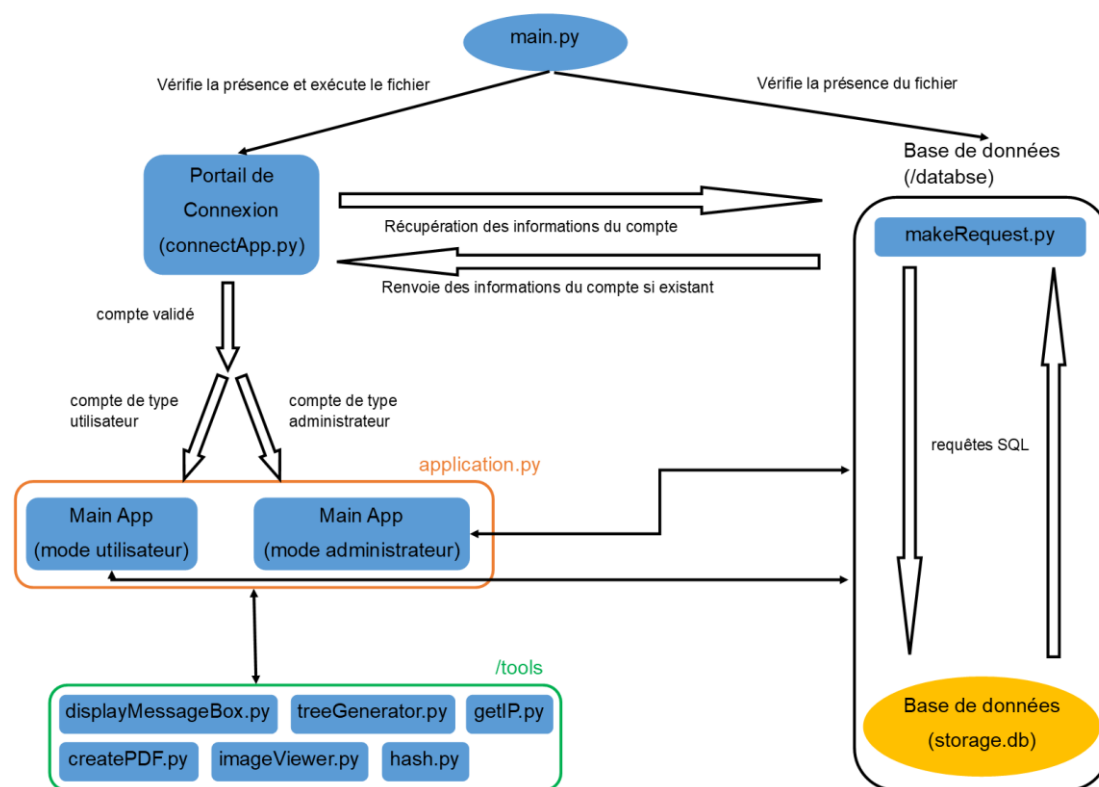 main.py
Vérifie la présence et exécute le fichier
Vérifie la présence du fichier
Portail de
Connexion
(connectApp.py)
Base de données
(/databse)
Récupération des informations du compte
makeRequest.py
Renvoie des informations du compte si existant
compte validé
compte de type
utilisateur
compte de type
administrateur
requêtes SQL
application.py
Main App
(mode utilisateur)
Main App
(mode administrateur)
/tools
displayMessageBox.py
treeGenerator.py
getIP.py
createPDF.py
imageViewer.py
hash.py
Base de données
(storage.db)